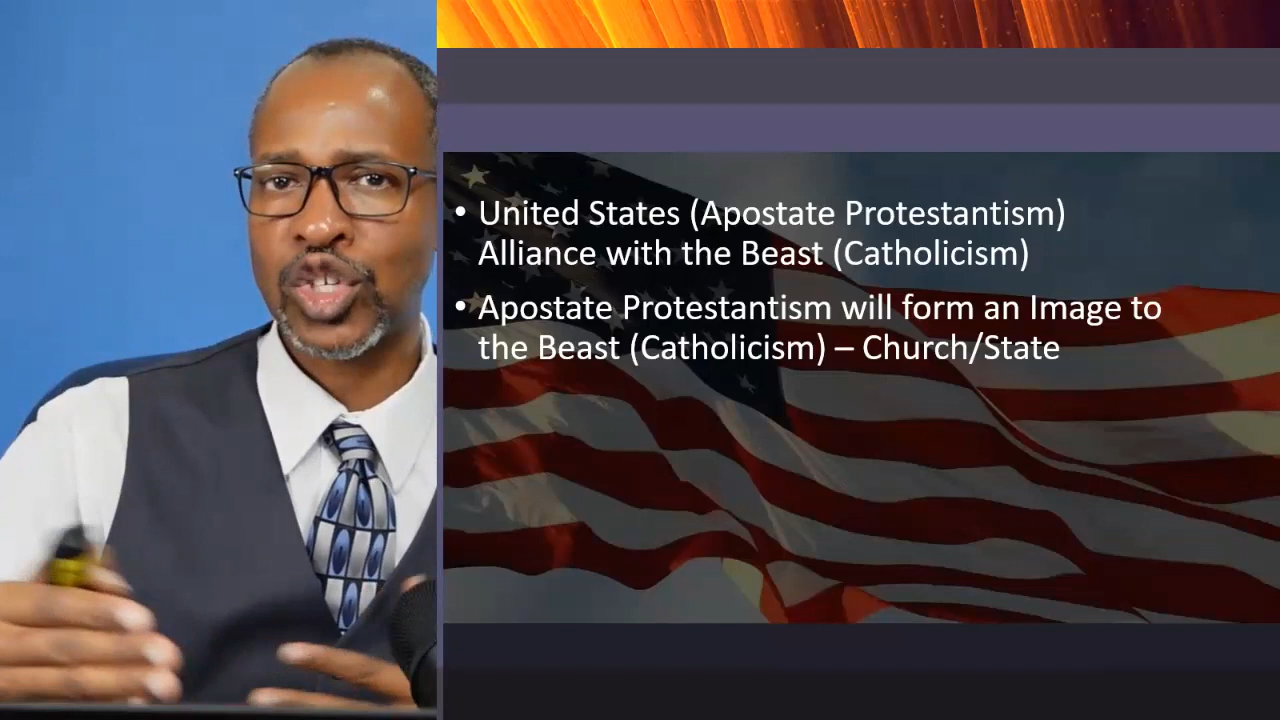 • United States (Apostate Protestantism)
Alliance with the Beast (Catholicism)
• Apostate Protestantism will form an Image to
the Beast (Catholicism) – Church/State